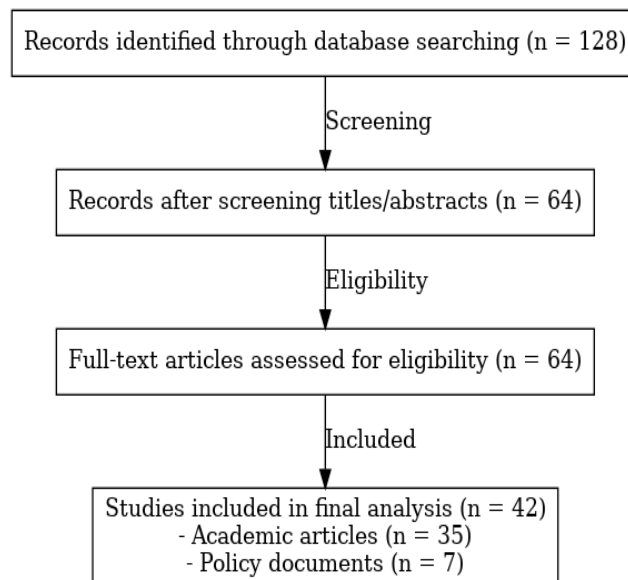 Records identified through database searching (n = 128)
Screening
Records after screening titles/abstracts (n = 64)
Eligibility
Full-text articles assessed for eligibility (n = 64)
Included
Studies included in final analysis (n = 42)
- Academic articles (n = 35)
- Policy documents (n = 7)